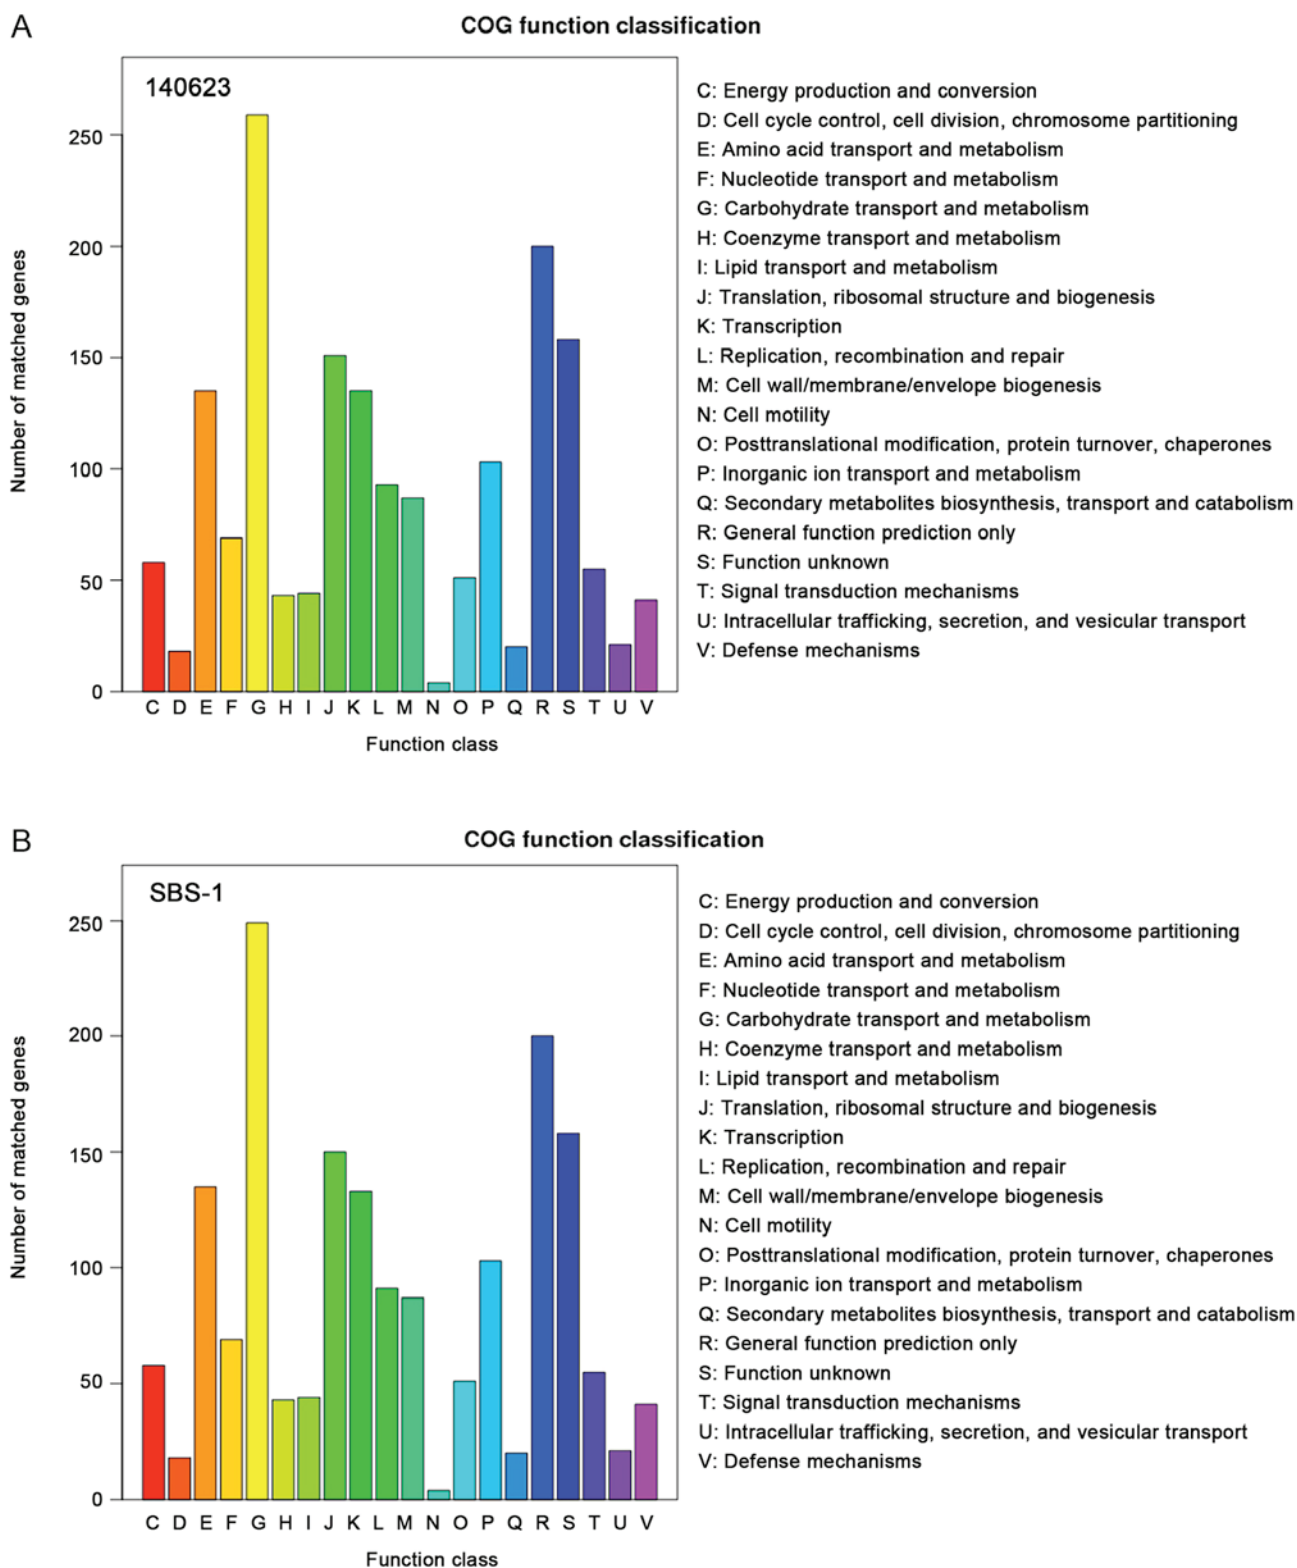 A
COG function classification
140623
250
200
150
100
50
0
Number of matched genes
C D E F G H I J K L M N O P Q R S T U V
Function class
C: Energy production and conversion
D: Cell cycle control, cell division, chromosome partitioning
E: Amino acid transport and metabolism
F: Nucleotide transport and metabolism
G: Carbohydrate transport and metabolism
H: Coenzyme transport and metabolism
I: Lipid transport and metabolism
J: Translation, ribosomal structure and biogenesis
K: Transcription
L: Replication, recombination and repair
M: Cell wall/membrane/envelope biogenesis
N: Cell motility
O: Posttranslational modification, protein turnover, chaperones
P: Inorganic ion transport and metabolism
Q: Secondary metabolites biosynthesis, transport and catabolism
R: General function prediction only
S: Function unknown
T: Signal transduction mechanisms
U: Intracellular trafficking, secretion, and vesicular transport
V: Defense mechanisms
B
COG function classification
SBS-1
250
200
150
100
50
0
Number of matched genes
C D E F G H I J K L M N O P Q R S T U V
Function class
C: Energy production and conversion
D: Cell cycle control, cell division, chromosome partitioning
E: Amino acid transport and metabolism
F: Nucleotide transport and metabolism
G: Carbohydrate transport and metabolism
H: Coenzyme transport and metabolism
I: Lipid transport and metabolism
J: Translation, ribosomal structure and biogenesis
K: Transcription
L: Replication, recombination and repair
M: Cell wall/membrane/envelope biogenesis
N: Cell motility
O: Posttranslational modification, protein turnover, chaperones
P: Inorganic ion transport and metabolism
Q: Secondary metabolites biosynthesis, transport and catabolism
R: General function prediction only
S: Function unknown
T: Signal transduction mechanisms
U: Intracellular trafficking, secretion, and vesicular transport
V: Defense mechanisms